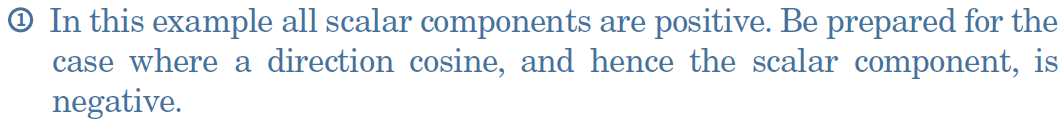 ① In this example all scalar components are positive. Be prepared for the
case where a direction cosine, and hence the scalar component, is
negative.